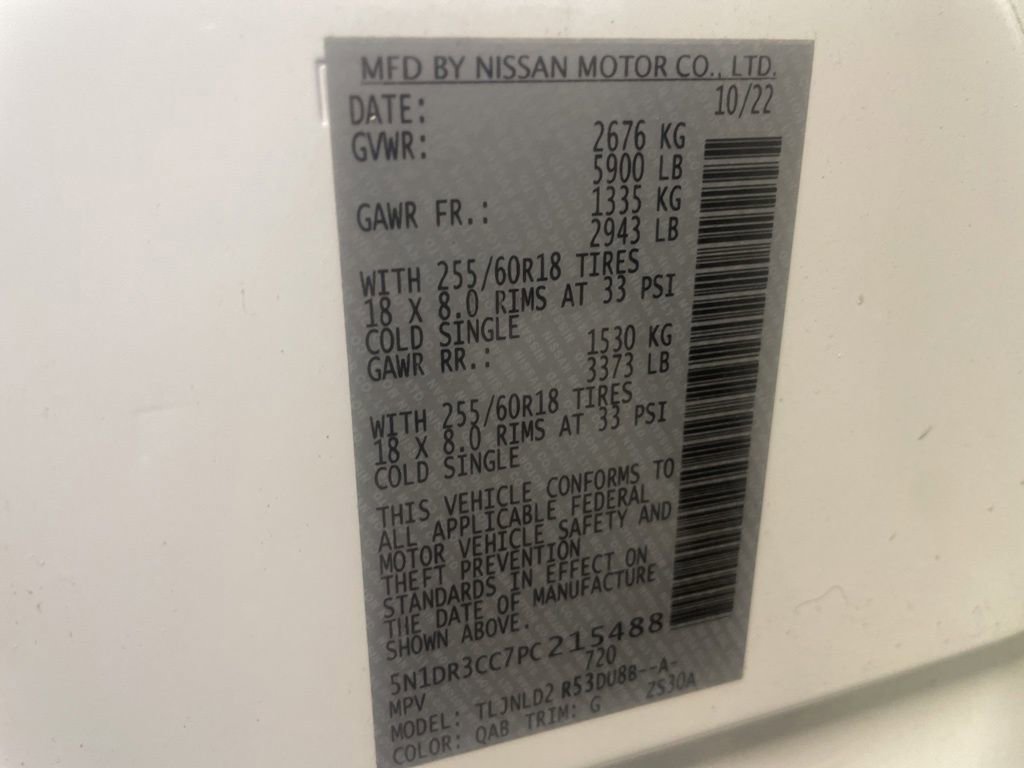 MFD BY NISSAN MOTOR CO., LTD.
DATE: 10/22
GVWR: 2676 KG
5900 LB
GAWR FR.: 1335 KG
2943 LB
WITH 255/60R18 TIRES
18 X 8.0 RIMS AT 33 PSI
COLD SINGLE
GAWR RR.: 1530 KG
3373 LB
WITH 255/60R18 TIRES
18 X 8.0 RIMS AT 33 PSI
COLD SINGLE
THIS VEHICLE CONFORMS TO
ALL APPLICABLE FEDERAL
MOTOR VEHICLE SAFETY AND
THEFT PREVENTION
STANDARDS IN EFFECT ON
THE DATE OF MANUFACTURE
SHOWN ABOVE.
5N1DR3CC7PC215488
MPV 720
MODEL: TLJNLD2 R53DU8B--A-
COLOR: QAB TRIM: G ZS30A